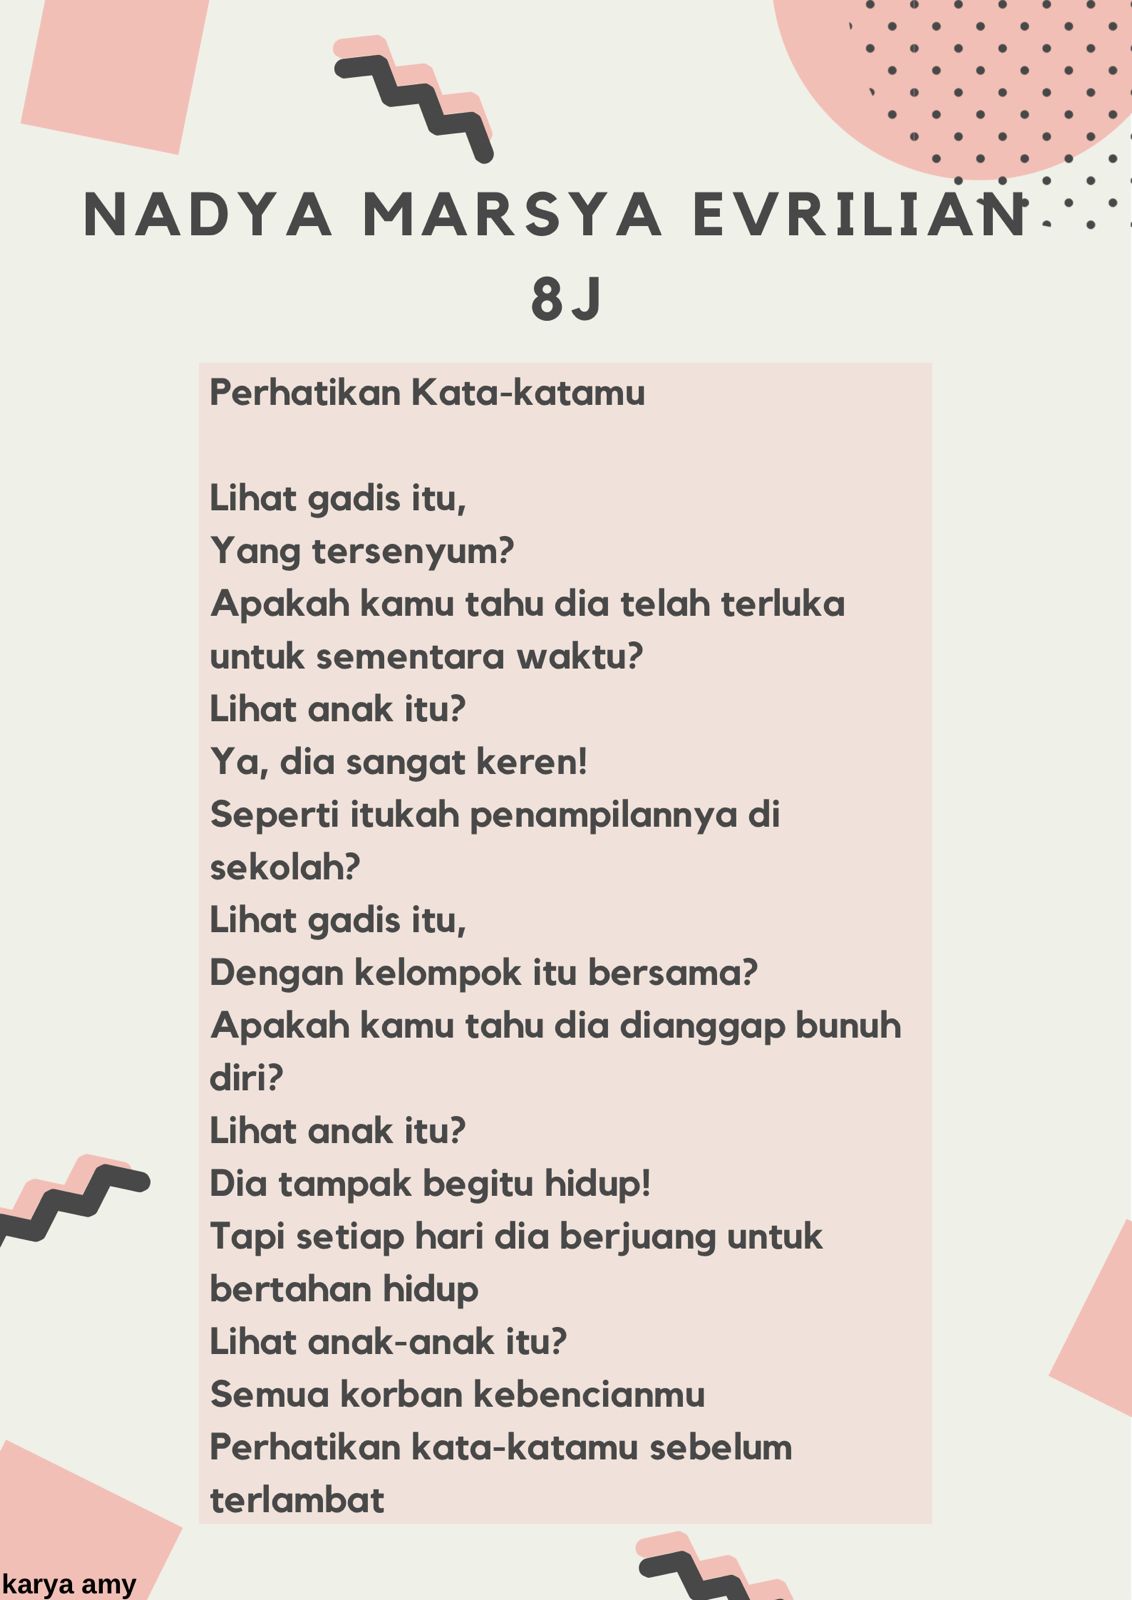 NADYA MARSYA EVRILIAN
8J
Perhatikan Kata-katamu
Lihat gadis itu,
Yang tersenyum?
Apakah kamu tahu dia telah terluka
untuk sementara waktu?
Lihat anak itu?
Ya, dia sangat keren!
Seperti itukah penampilannya di
sekolah?
Lihat gadis itu,
Dengan kelompok itu bersama?
Apakah kamu tahu dia dianggap bunuh
diri?
Lihat anak itu?
Dia tampak begitu hidup!
Tapi setiap hari dia berjuang untuk
bertahan hidup
Lihat anak-anak itu?
Semua korban kebencianmu
Perhatikan kata-katamu sebelum
terlambat
karya amy